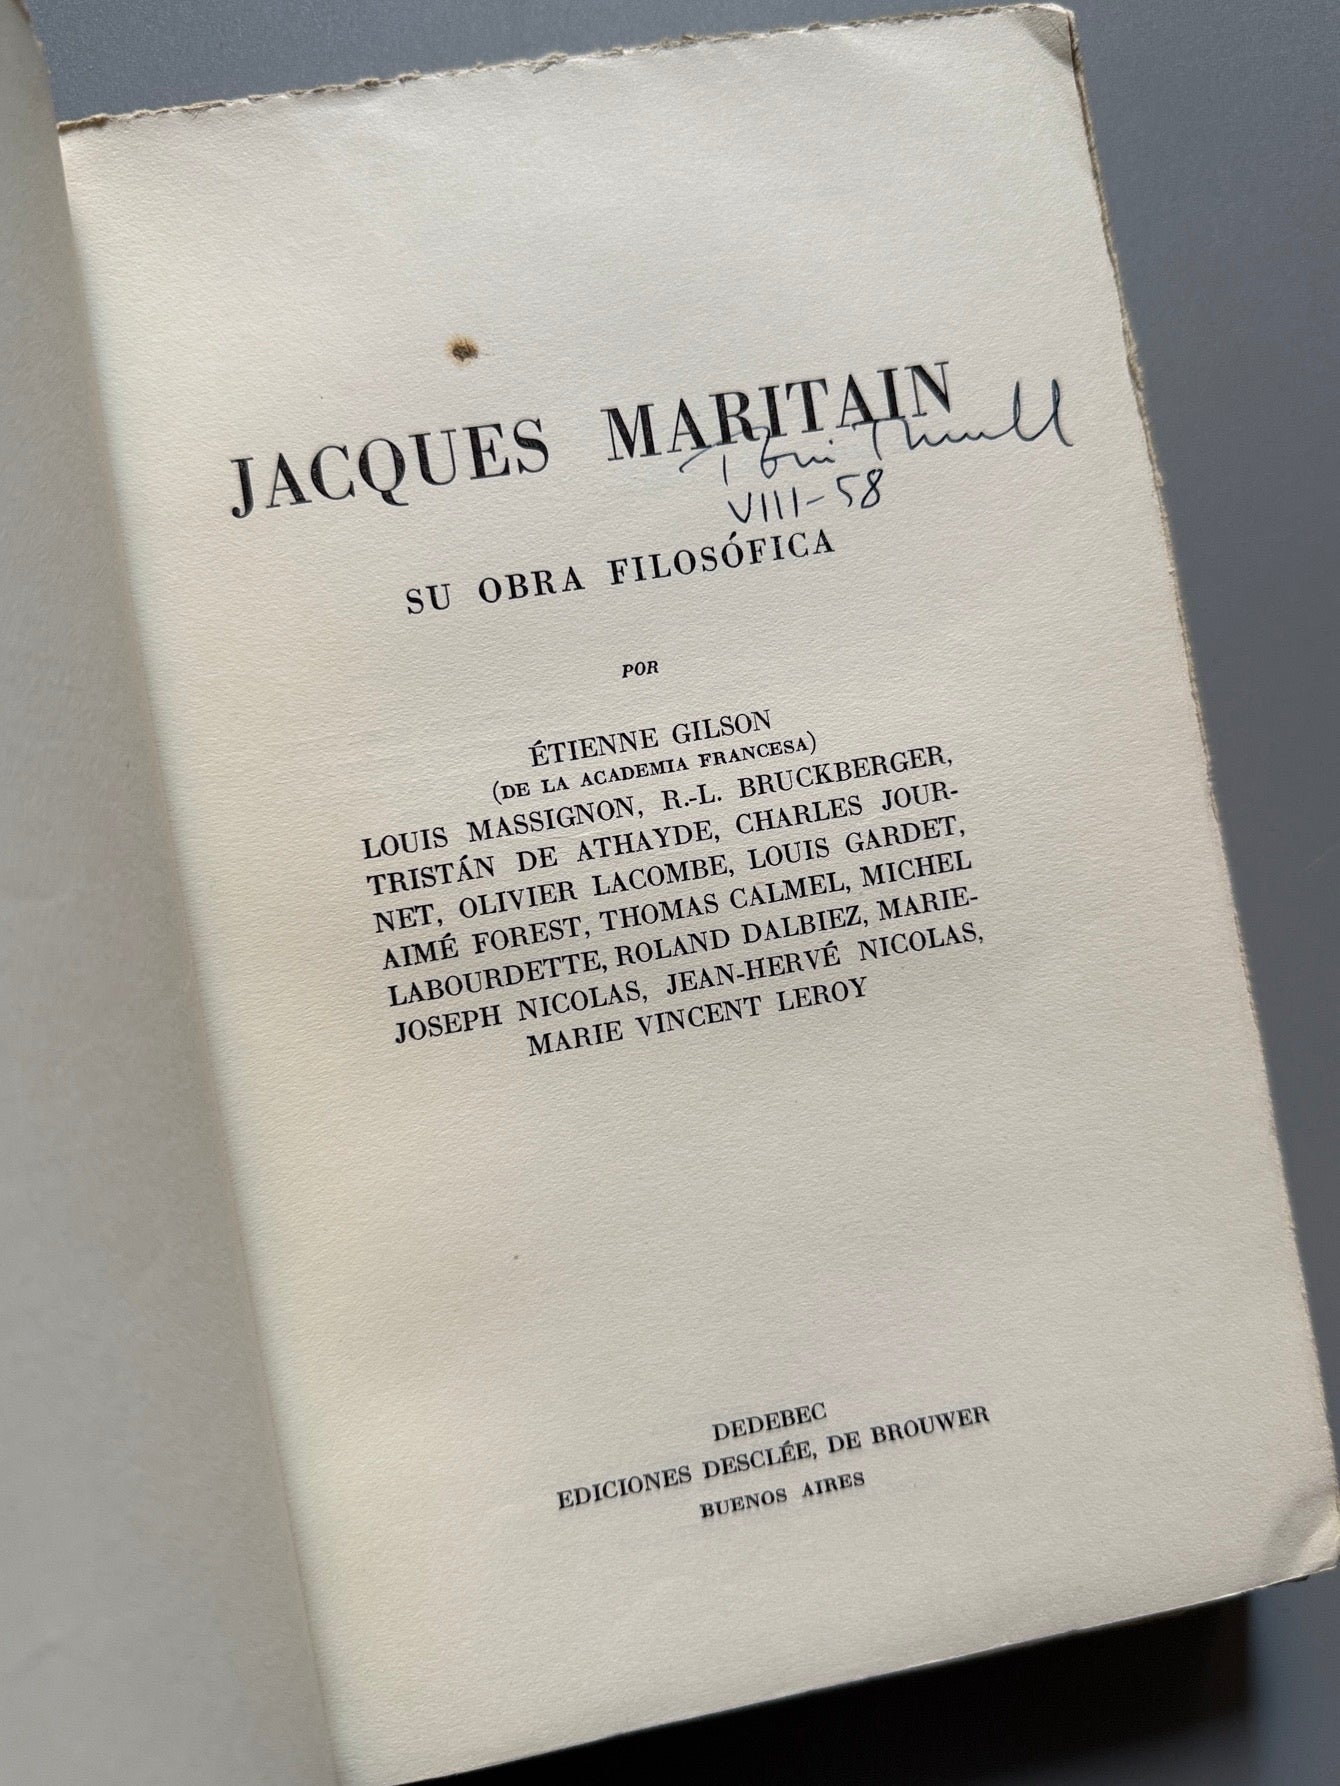 JACQUES MARITAIN
VIII-58
SU OBRA FILOSÓFICA
POR
ÉTIENNE GILSON
(DE LA ACADEMIA FRANCESA)
LOUIS MASSIGNON, R.-L. BRUCKBERGER,
TRISTÁN DE ATHAYDE, CHARLES JOUR-
NET, OLIVIER LACOMBE, LOUIS GARDET,
AIMÉ FOREST, THOMAS CALMEL, MICHEL
LABOURDETTE, ROLAND DALBIEZ, MARIE-
JOSEPH NICOLAS, JEAN-HERVÉ NICOLAS,
MARIE VINCENT LEROY
DEDEBEC
EDICIONES DESCLÉE, DE BROUWER
BUENOS AIRES